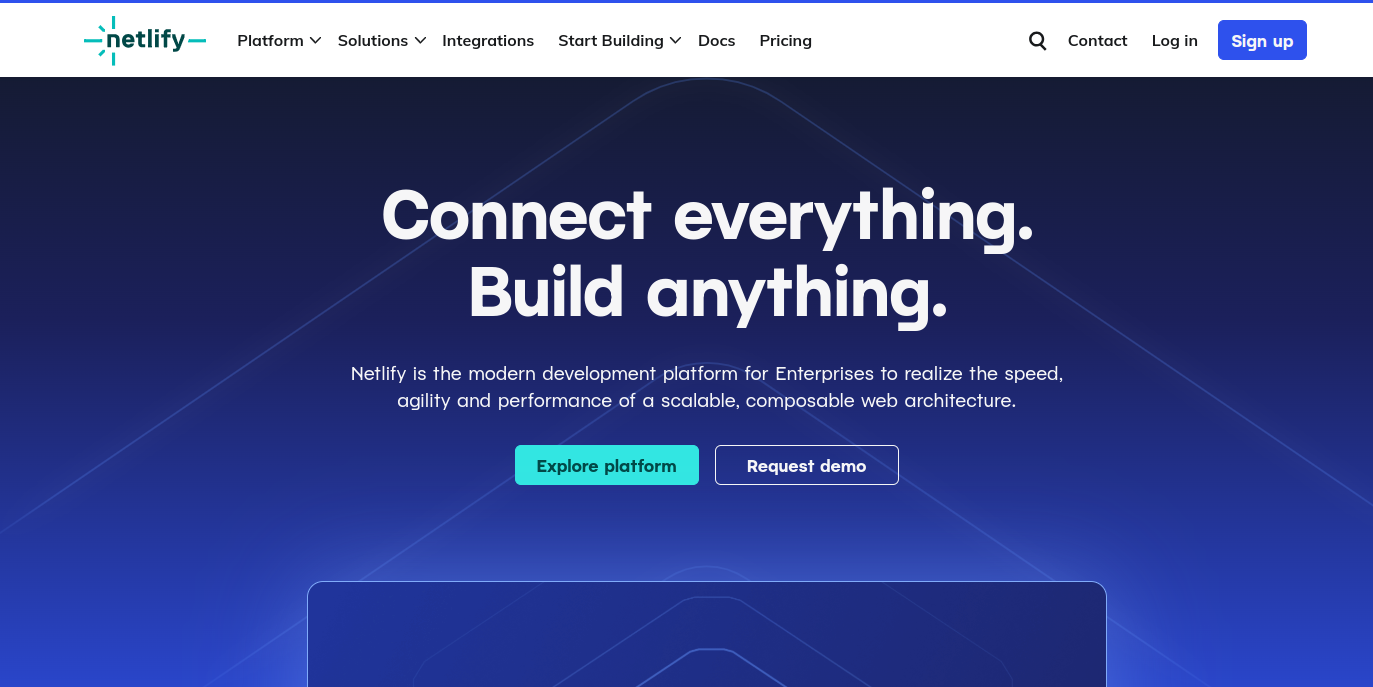 netlify
Platform Solutions Integrations Start Building Docs Pricing Contact Log in Sign up
Connect everything.
Build anything.
Netlify is the modern development platform for Enterprises to realize the speed,
agility and performance of a scalable, composable web architecture.
Explore platform Request demo